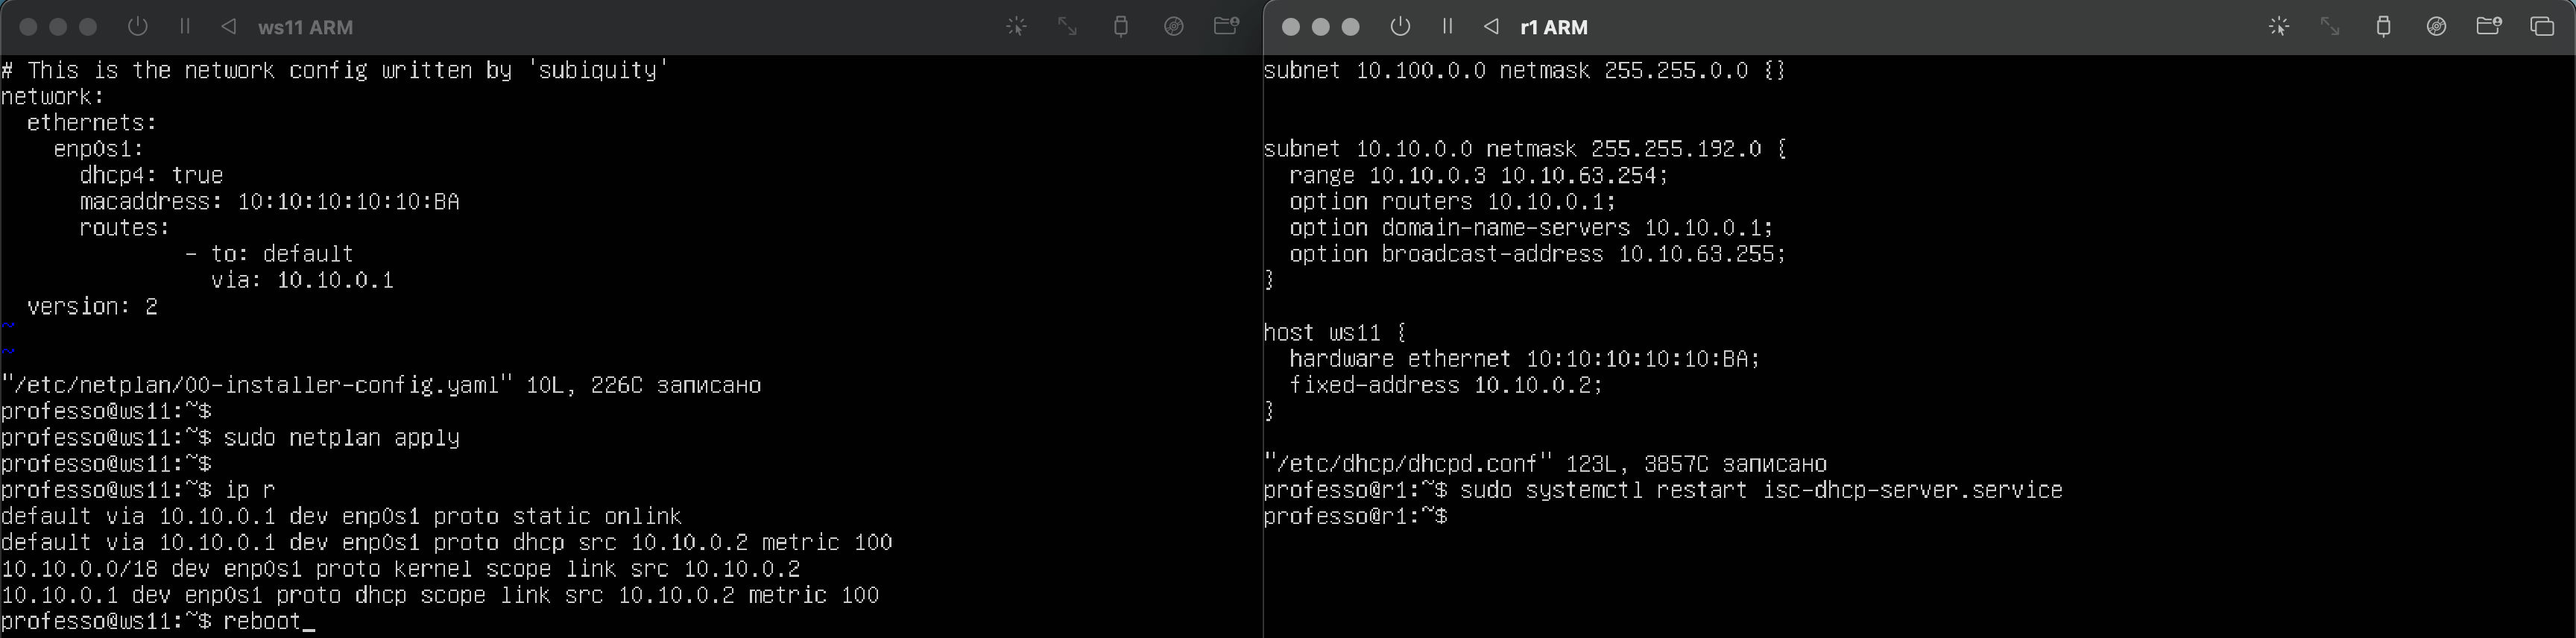 ws11 ARM
# This is the network config written by 'subiquity'
network:
  ethernets:
    enp0s1:
      dhcp4: true
      macaddress: 10:10:10:10:10:BA
      routes:
              - to: default
                via: 10.10.0.1
  version: 2
~
~
"/etc/netplan/00-installer-config.yaml" 10L, 226C записано
professo@ws11:~$
professo@ws11:~$ sudo netplan apply
professo@ws11:~$
professo@ws11:~$ ip r
default via 10.10.0.1 dev enp0s1 proto static onlink
default via 10.10.0.1 dev enp0s1 proto dhcp src 10.10.0.2 metric 100
10.10.0.0/18 dev enp0s1 proto kernel scope link src 10.10.0.2
10.10.0.1 dev enp0s1 proto dhcp scope link src 10.10.0.2 metric 100
professo@ws11:~$ reboot_
r1 ARM
subnet 10.100.0.0 netmask 255.255.0.0 {}
subnet 10.10.0.0 netmask 255.255.192.0 {
  range 10.10.0.3 10.10.63.254;
  option routers 10.10.0.1;
  option domain-name-servers 10.10.0.1;
  option broadcast-address 10.10.63.255;
}
host ws11 {
  hardware ethernet 10:10:10:10:10:BA;
  fixed-address 10.10.0.2;
}
"/etc/dhcp/dhcpd.conf" 123L, 3857C записано
professo@r1:~$ sudo systemctl restart isc-dhcp-server.service
professo@r1:~$